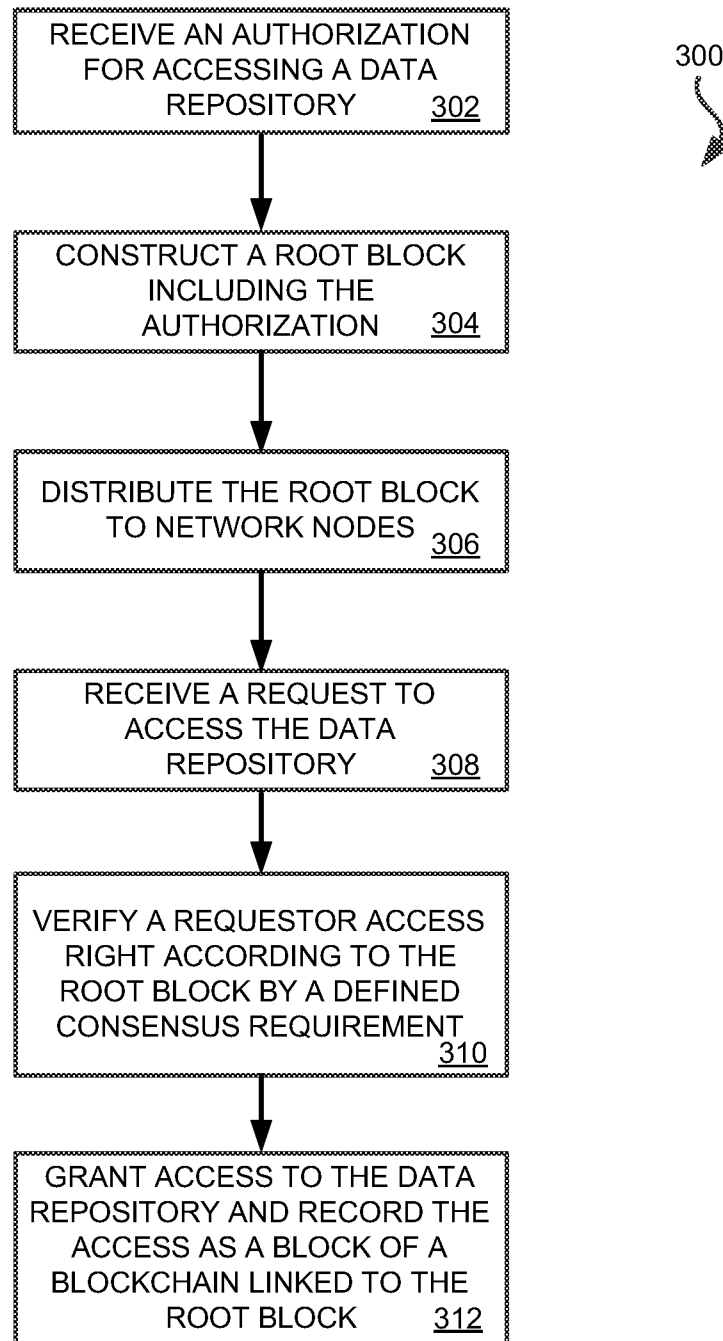 RECEIVE AN AUTHORIZATION
FOR ACCESSING A DATA
REPOSITORY 302
300
CONSTRUCT A ROOT BLOCK
INCLUDING THE
AUTHORIZATION 304
DISTRIBUTE THE ROOT BLOCK
TO NETWORK NODES
306
RECEIVE A REQUEST TO
ACCESS THE DATA
REPOSITORY 308
VERIFY A REQUESTOR ACCESS
RIGHT ACCORDING TO THE
ROOT BLOCK BY A DEFINED
CONSENSUS REQUIREMENT
310
GRANT ACCESS TO THE DATA
REPOSITORY AND RECORD THE
ACCESS AS A BLOCK OF A
BLOCKCHAIN LINKED TO THE
ROOT BLOCK 312